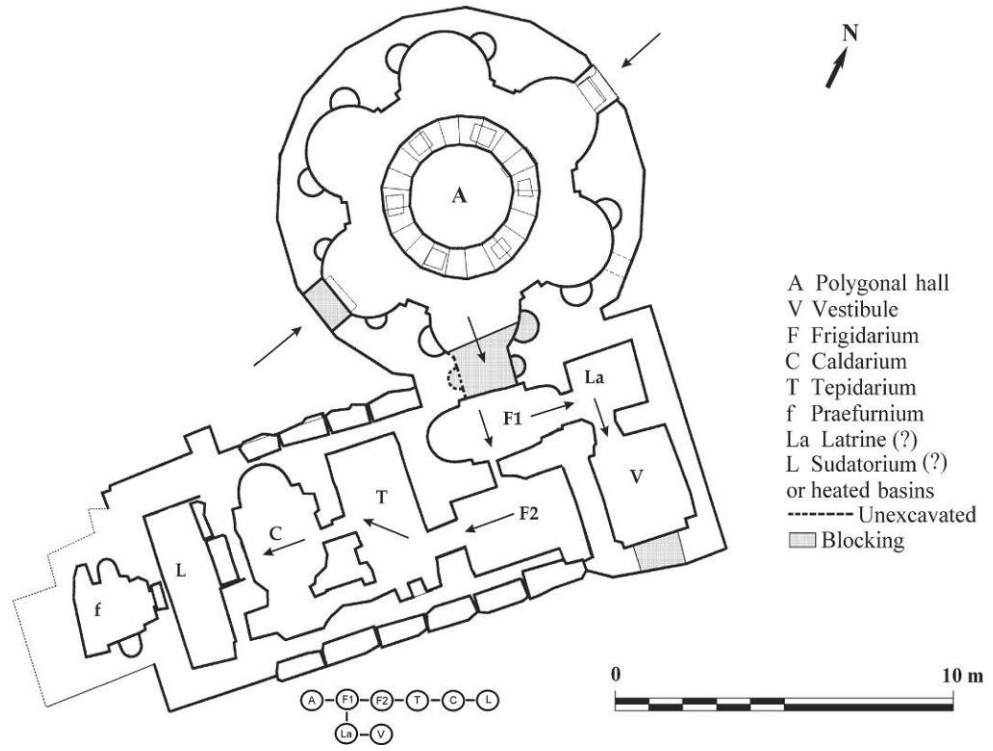 N
A
A Polygonal hall
V Vestibule
F Frigidarium
C Caldarium
T Tepidarium
f Praefurnium
La Latrine (?)
L Sudatorium (?)
or heated basins
Unexcavated
Blocking
La
F1
V
T
F2
C
L
f
0 10 m
A F1 F2 T C L
La V